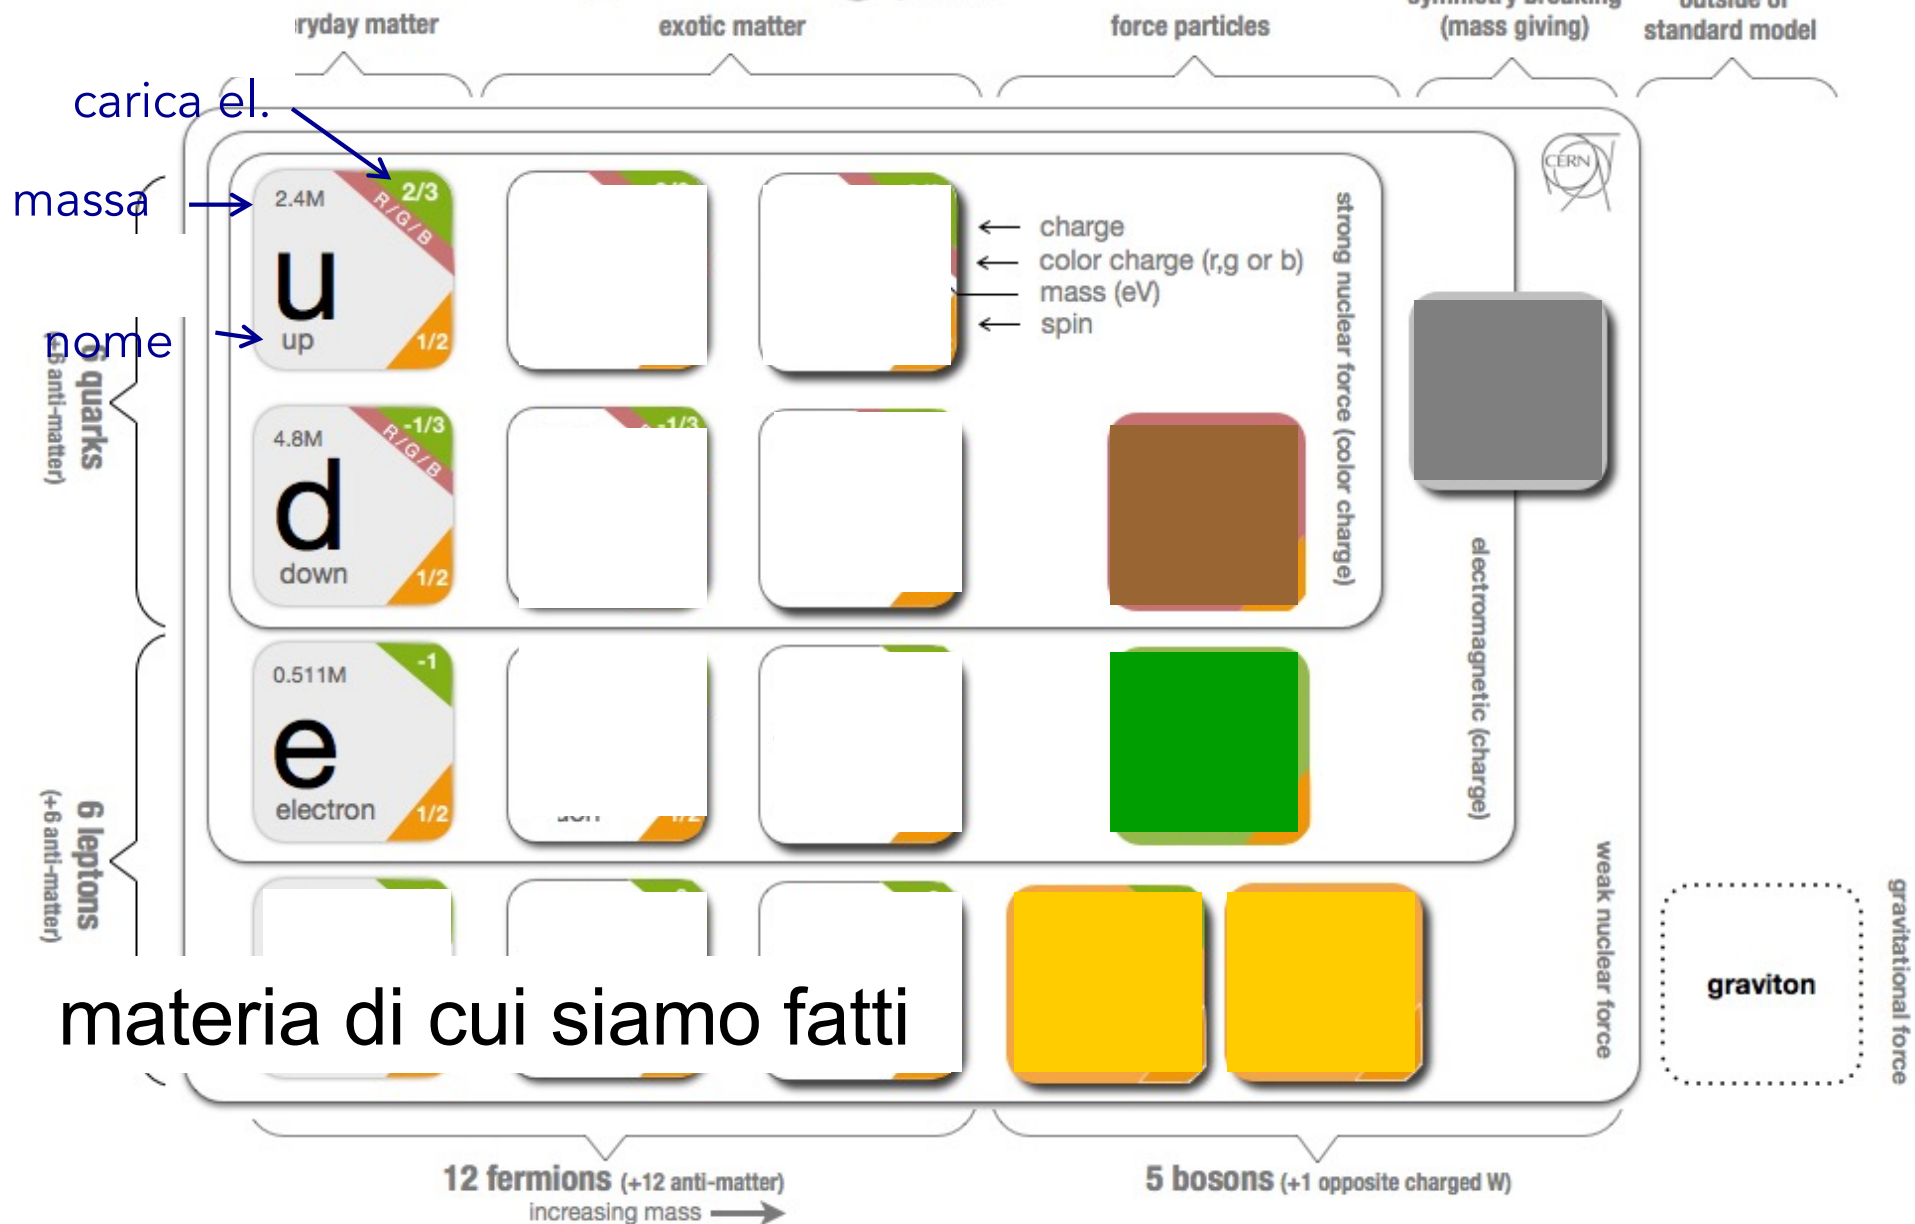 matter
exotic matter
force particles
(mass giving)
standard model
carica el.
massa
nome
2.4M
2/3
R/G/B
u
up
1/2
charge
color charge (r,g or b)
mass (eV)
spin
strong nuclear force (color charge)
CERN
6 quarks
(+6 anti-matter)
4.8M
-1/3
R/G/B
d
down
1/2
-1/3
electromagnetic (charge)
0.511M
-1
e
electron
1/2
1/2
6 leptons
(+6 anti-matter)
weak nuclear force
graviton
gravitational force
materia di cui siamo fatti
12 fermions (+12 anti-matter)
increasing mass
5 bosons (+1 opposite charged W)